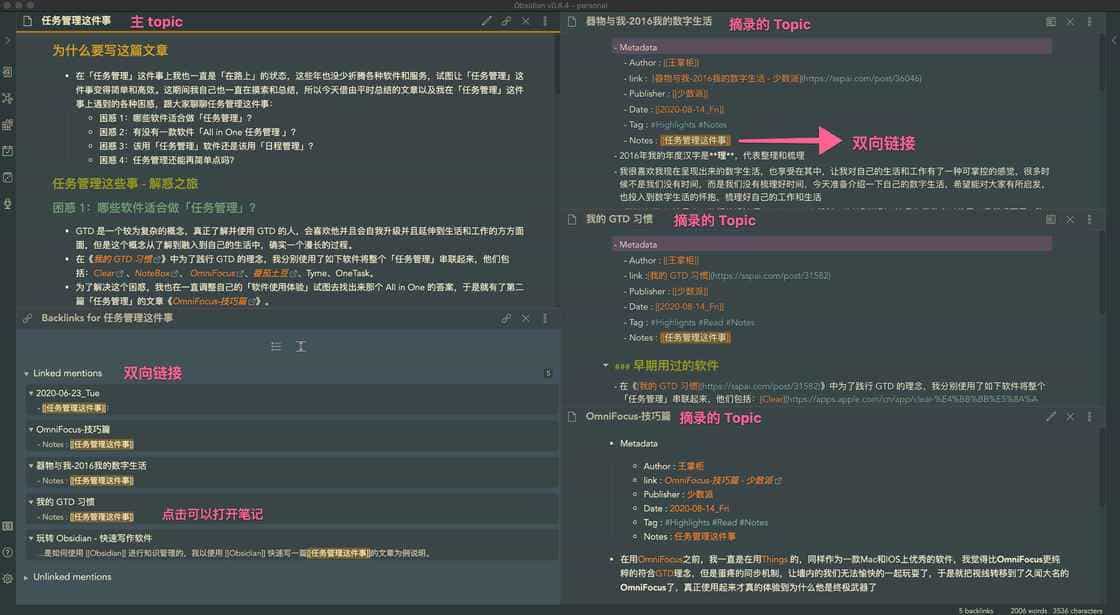 Obsidian v0.8.4 - personal
任务管理这件事
主 topic
为什么要写这篇文章
在「任务管理」这件事上我也一直是「在路上」的状态，这些年也没少折腾各种软件和服务，试图让「任务管理」这
件事变得简单和高效。这期间我自己也一直在摸索和总结，所以今天借由平时总结的文章以及我在「任务管理」这件
事上遇到的各种困惑，跟大家聊聊任务管理这件事：
困惑 1：哪些软件适合做「任务管理」？
困惑 2：有没有一款软件「All in One 任务管理 」？
困惑 3：该用「任务管理」软件还是该用「日程管理」？
困惑 4：任务管理还能再简单点吗？
任务管理这些事 - 解惑之旅
困惑 1：哪些软件适合做「任务管理」？
GTD 是一个较为复杂的概念，真正了解并使用 GTD 的人，会喜欢他并且会自我升级并且延伸到生活和工作的方方面
面，但是这个概念从了解到融入到自己的生活中，确实一个漫长的过程。
在《我的 GTD 习惯》中为了践行 GTD 的理念，我分别使用了如下软件将整个「任务管理」串联起来，他们包
括：Clear、NoteBox、OmniFocus、番茄土豆、Tyme、OneTask。
为了解决这个困惑，我也在一直调整自己的「软件使用体验」试图去找出来那个 All in One 的答案，于是就有了第二
篇「任务管理」的文章《OmniFocus-技巧篇》。
Backlinks for 任务管理这件事
Linked mentions
双向链接
5
2020-06-23_Tue
- [[任务管理这件事]]：
OmniFocus-技巧篇
- Notes : [[任务管理这件事]]
器物与我-2016我的数字生活
- Notes : [[任务管理这件事]]
我的 GTD 习惯
- Notes : [[任务管理这件事]]
点击可以打开笔记
玩转 Obsidian - 快速写作软件
...是如何使用 [[Obsidian]] 进行知识管理的，我以使用 [[Obsidian]] 快速写一篇[[任务管理这件事]]的文章为例说明。
Unlinked mentions
器物与我-2016我的数字生活
摘录的 Topic
- Metadata
- Author : [[王掌柜]]
- link : [器物与我-2016我的数字生活 - 少数派](https://sspai.com/post/36046)
- Publisher : [[少数派]]
- Date : [[2020-08-14_Fri]]
- Tag : #Highlights #Notes
- Notes : [[任务管理这件事]]
双向链接
- 2016年我的年度汉字是**理**，代表整理和梳理
- 我很喜欢我现在呈现出来的数字生活，也享受在其中，让我对自己的生活和工作有了一种可掌控的感觉，很多时
候不是我们没有时间，而是我们没有梳理好时间，今天准备介绍一下自己的数字生活，希望能对大家有所启发，
也投入到数字生活的怀抱，梳理好自己的工作和生活
我的 GTD 习惯
摘录的 Topic
- Metadata
- Author : [[王掌柜]]
- link :[我的 GTD 习惯](https://sspai.com/post/31582)
- Publisher : [[少数派]]
- Date : [[2020-08-14_Fri]]
- Tag : #Highlights #Read #Notes
- Notes : [[任务管理这件事]]
### 早期用过的软件
- 在《[我的 GTD 习惯](https://sspai.com/post/31582)》中为了践行 GTD 的理念，我分别使用了如下软件将整个
「任务管理」串联起来，他们包括：[Clear](https://apps.apple.com/cn/app/clear-%E4%BB%BB%E5%8A%A
OmniFocus-技巧篇
摘录的 Topic
Metadata
Author : 王掌柜
link : OmniFocus-技巧篇 - 少数派
Publisher : 少数派
Date : 2020-08-14_Fri
Tag : #Highlights #Read #Notes
Notes : 任务管理这件事
在用OmniFocus之前，我一直是在用Things 的，同样作为一款Mac和iOS上优秀的软件，我觉得比OmniFocus更纯
粹的符合GTD理念，但是蛋疼的同步机制，让墙内的我们无法愉快的一起玩耍了，于是就把视线转移到了久闻大名的
OmniFocus了，真正使用起来才真的体验到为什么他是终极武器了
5 backlinks
2006 words 3536 characters